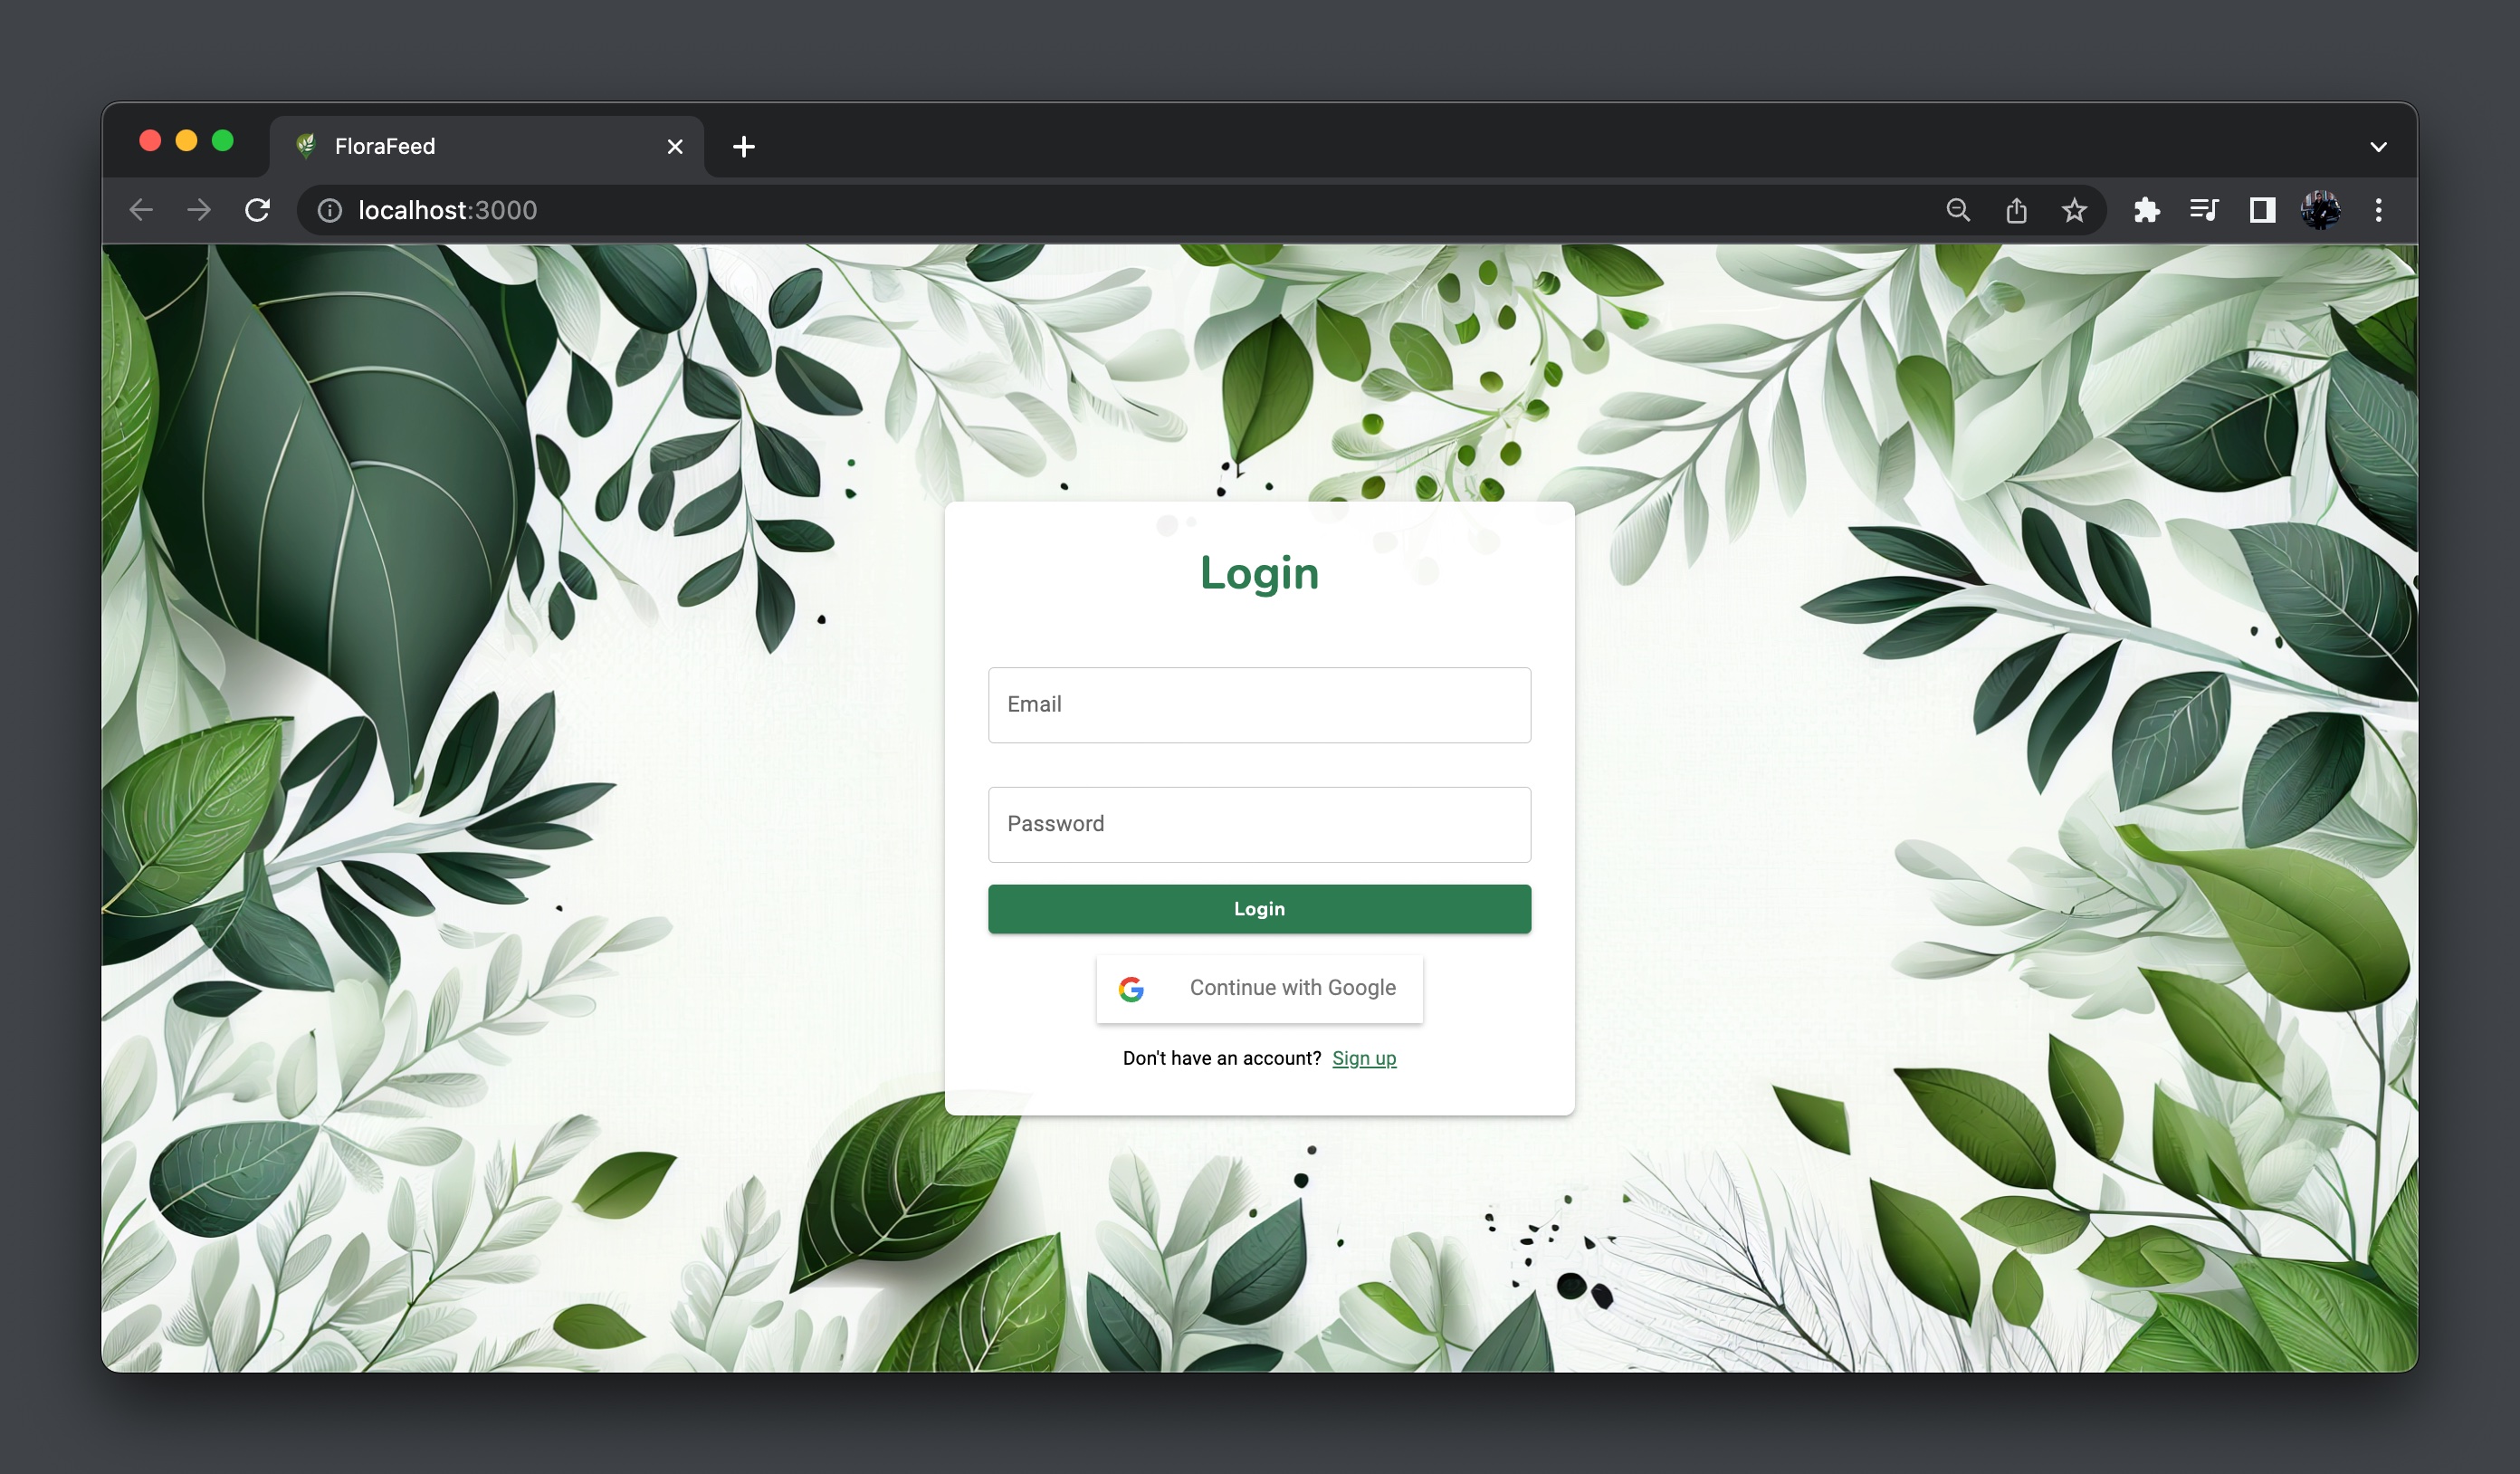 FloraFeed
localhost:3000
Login
Email
Password
Login
Continue with Google
Don't have an account? Sign up